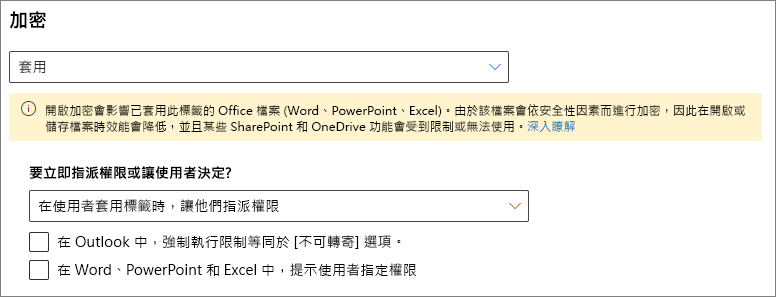 加密
套用
開啟加密會影響已套用此標籤的 Office 檔案 (Word、PowerPoint、Excel)。由於該檔案會依安全性因素而進行加密，因此在開啟或
儲存檔案時效能會降低，並且某些 SharePoint 和 OneDrive 功能會受到限制或無法使用。深入瞭解
要立即指派權限或讓使用者決定?
在使用者套用標籤時，讓他們指派權限
在 Outlook 中，強制執行限制等同於 [不可轉寄] 選項。
在 Word、PowerPoint 和 Excel 中，提示使用者指定權限